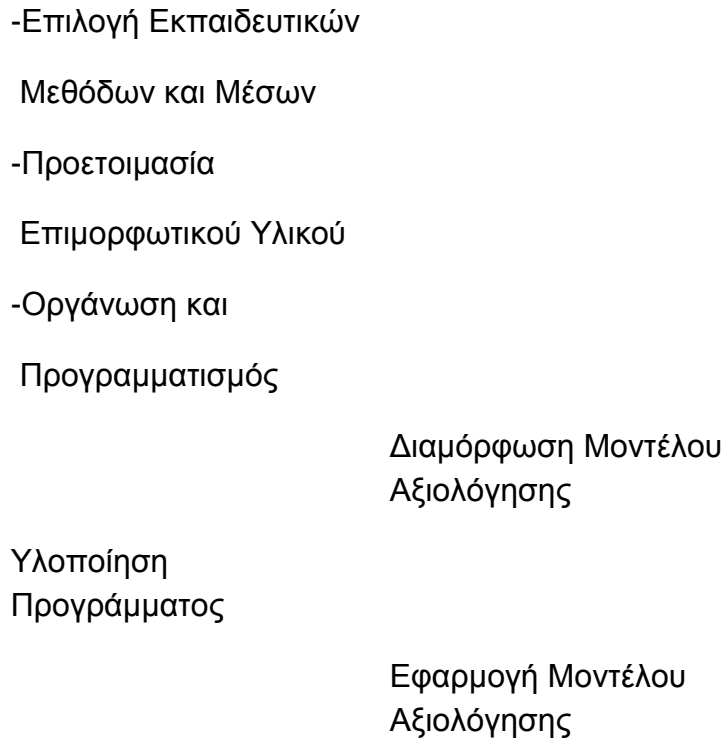 -Επιλογή Εκπαιδευτικών
Μεθόδων και Μέσων
-Προετοιμασία
Επιμορφωτικού Υλικού
-Οργάνωση και
Προγραμματισμός
Διαμόρφωση Μοντέλου
Αξιολόγησης
Υλοποίηση
Προγράμματος
Εφαρμογή Μοντέλου
Αξιολόγησης